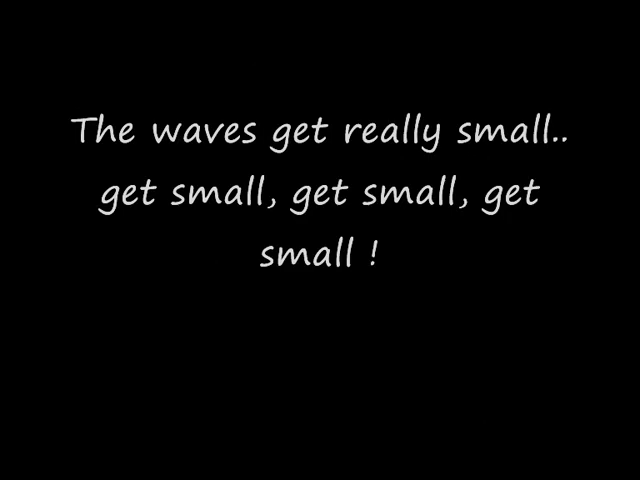 The waves get really small..
get small, get small, get
small !